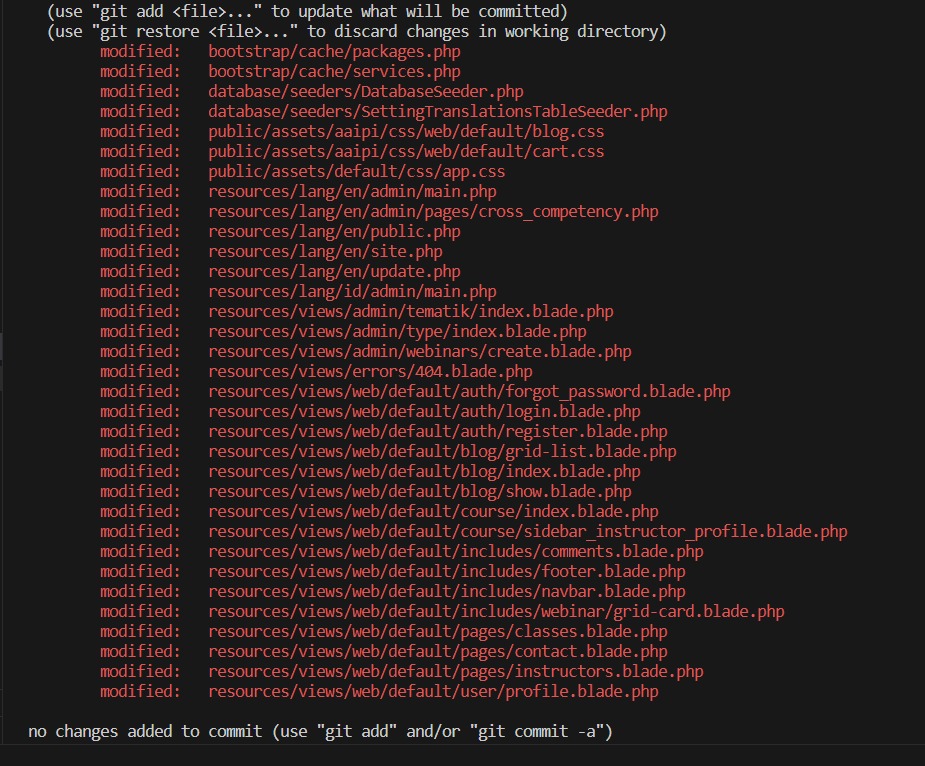 (use "git add <file>..." to update what will be committed)
(use "git restore <file>..." to discard changes in working directory)
modified:   bootstrap/cache/packages.php
modified:   bootstrap/cache/services.php
modified:   database/seeders/DatabaseSeeder.php
modified:   database/seeders/SettingTranslationsTableSeeder.php
modified:   public/assets/aaipi/css/web/default/blog.css
modified:   public/assets/aaipi/css/web/default/cart.css
modified:   public/assets/default/css/app.css
modified:   resources/lang/en/admin/main.php
modified:   resources/lang/en/admin/pages/cross_competency.php
modified:   resources/lang/en/public.php
modified:   resources/lang/en/site.php
modified:   resources/lang/en/update.php
modified:   resources/lang/id/admin/main.php
modified:   resources/views/admin/tematik/index.blade.php
modified:   resources/views/admin/type/index.blade.php
modified:   resources/views/admin/webinars/create.blade.php
modified:   resources/views/errors/404.blade.php
modified:   resources/views/web/default/auth/forgot_password.blade.php
modified:   resources/views/web/default/auth/login.blade.php
modified:   resources/views/web/default/auth/register.blade.php
modified:   resources/views/web/default/blog/grid-list.blade.php
modified:   resources/views/web/default/blog/index.blade.php
modified:   resources/views/web/default/blog/show.blade.php
modified:   resources/views/web/default/course/index.blade.php
modified:   resources/views/web/default/course/sidebar_instructor_profile.blade.php
modified:   resources/views/web/default/includes/comments.blade.php
modified:   resources/views/web/default/includes/footer.blade.php
modified:   resources/views/web/default/includes/navbar.blade.php
modified:   resources/views/web/default/includes/webinar/grid-card.blade.php
modified:   resources/views/web/default/pages/classes.blade.php
modified:   resources/views/web/default/pages/contact.blade.php
modified:   resources/views/web/default/pages/instructors.blade.php
modified:   resources/views/web/default/user/profile.blade.php
no changes added to commit (use "git add" and/or "git commit -a")